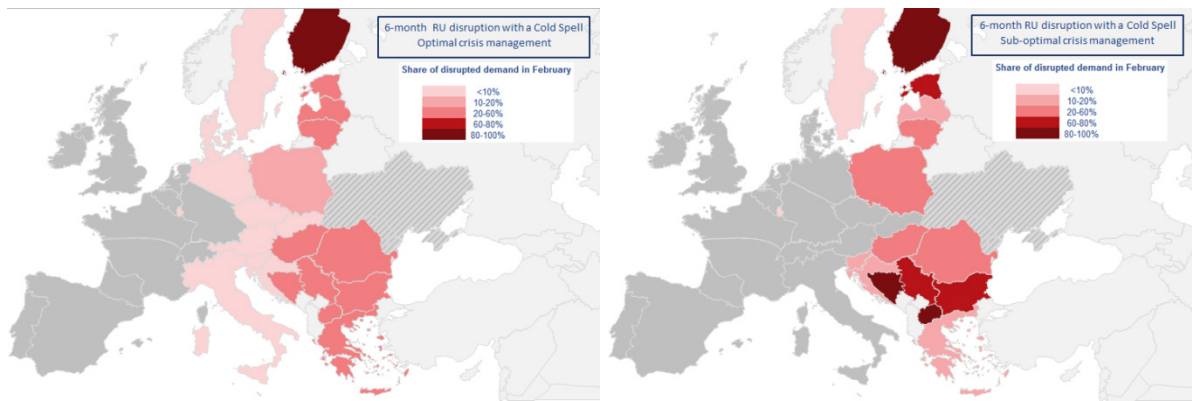 6-month RU disruption with a Cold Spell
Optimal crisis management
Share of disrupted demand in February
<10%
10-20%
20-60%
60-80%
80-100%
6-month RU disruption with a Cold Spell
Sub-optimal crisis management
Share of disrupted demand in February
<10%
10-20%
20-60%
60-80%
80-100%